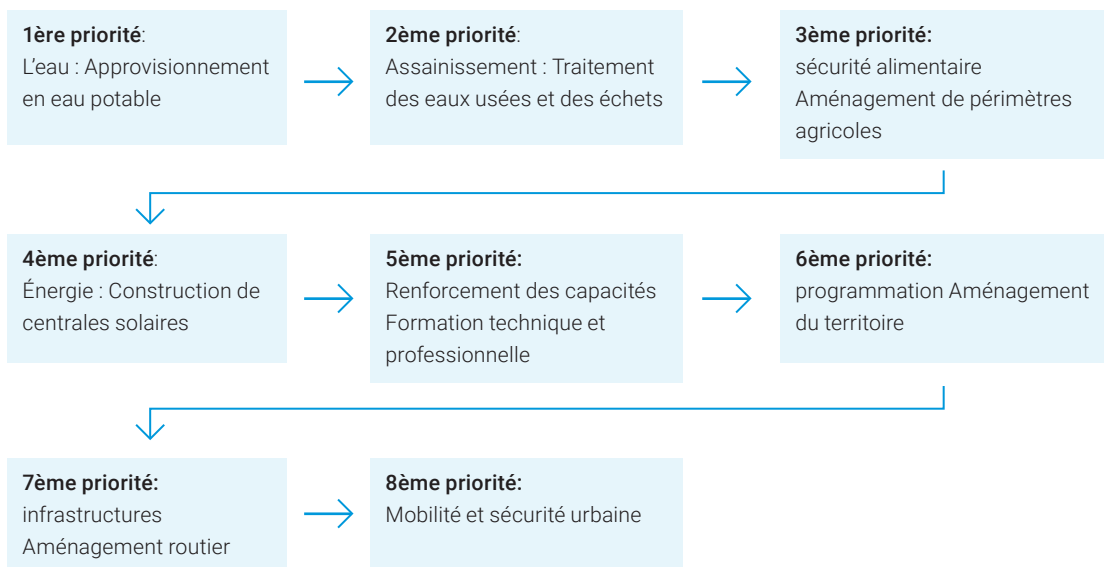 1ère priorité:
L'eau : Approvisionnement
en eau potable
2ème priorité:
Assainissement : Traitement
des eaux usées et des échets
3ème priorité:
sécurité alimentaire
Aménagement de périmètres
agricoles
4ème priorité:
Énergie : Construction de
centrales solaires
5ème priorité:
Renforcement des capacités
Formation technique et
professionnelle
6ème priorité:
programmation Aménagement
du territoire
7ème priorité:
infrastructures
Aménagement routier
8ème priorité:
Mobilité et sécurité urbaine